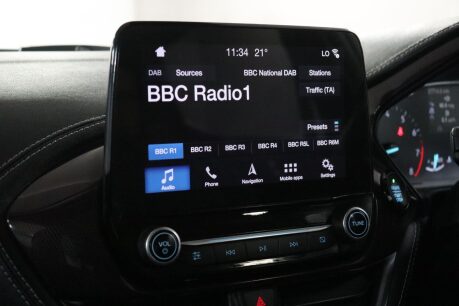 11:34 21° LO
DAB Sources BBC National DAB Stations
BBC Radio1 Traffic (TA)
Presets
BBC R1 BBC R2 BBC R3 BBC R4 BBC R5L BBC R6M
Audio Phone Navigation Mobile apps Settings
VOL TUNE